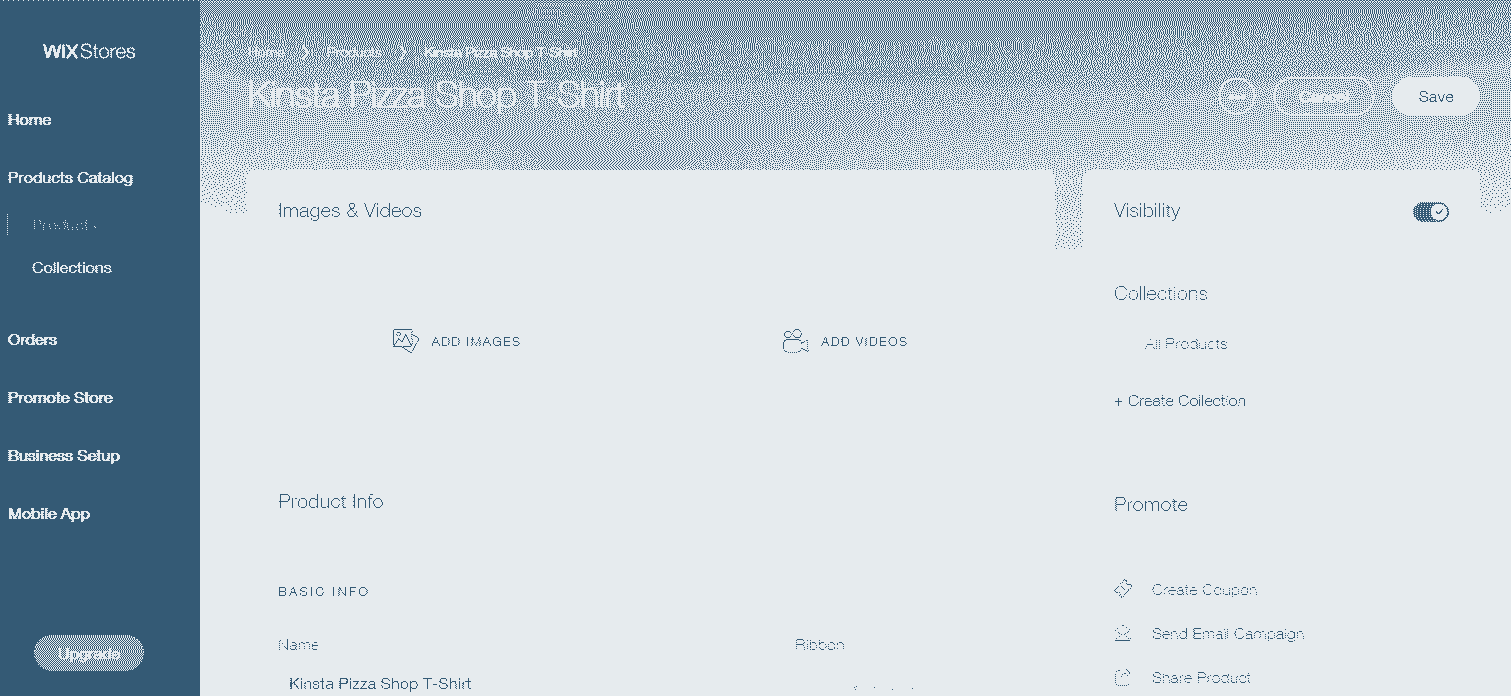 WIX Stores
Home
Products Catalog
Products
Collections
Orders
Promote Store
Business Setup
Mobile App
Upgrade
Home > Products > Kinsta Pizza Shop T-Shirt
Kinsta Pizza Shop T-Shirt
Cancel
Save
Images & Videos
ADD IMAGES
ADD VIDEOS
Product Info
BASIC INFO
Name
Ribbon
Kinsta Pizza Shop T-Shirt
Visibility
Collections
All Products
+ Create Collection
Promote
Create Coupon
Send Email Campaign
Share Product